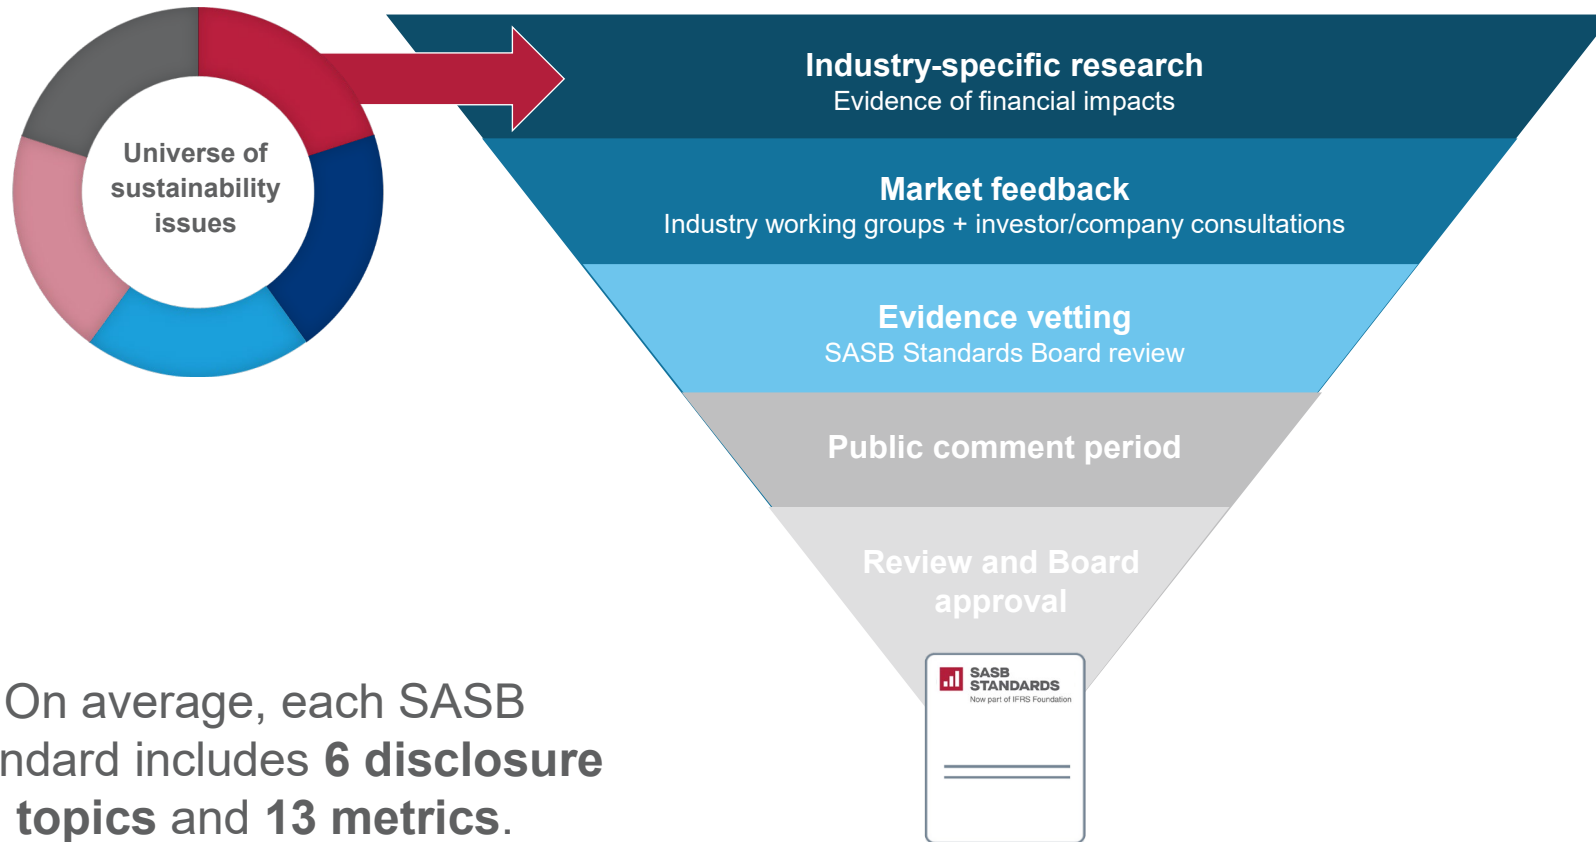 Universe of
sustainability
issues
Industry-specific research
Evidence of financial impacts
Market feedback
Industry working groups + investor/company consultations
Evidence vetting
SASB Standards Board review
Public comment period
Review and Board
approval
SASB
STANDARDS
Now part of IFRS Foundation
On average, each SASB
ndard includes 6 disclosure
topics and 13 metrics.